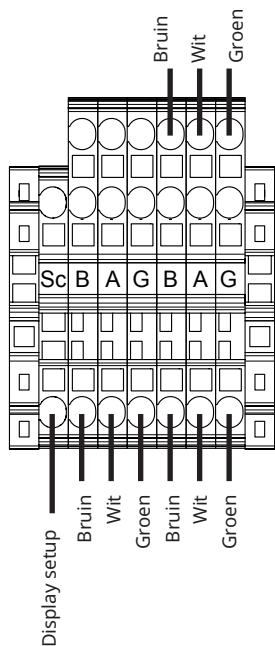 Bruin
Wit
Groen
Sc B A G B A G
Display setup
Bruin
Wit
Groen
Bruin
Wit
Groen